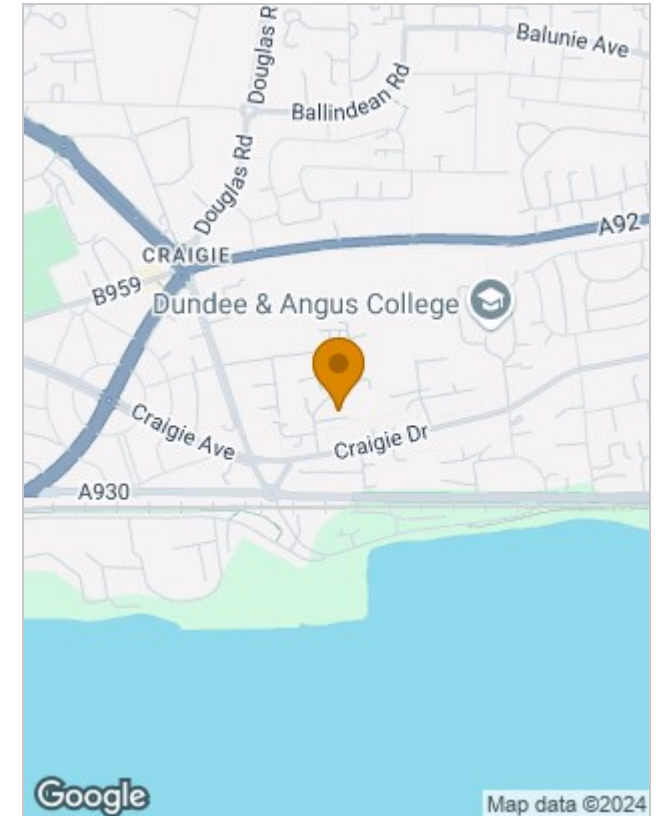 Douglas R
Balunie Ave
Ballindean Rd
Douglas Rd
A92
CRAIGIE
B959
Dundee & Angus College
Craigie Ave
Craigie Dr
A930
Google
Map data ©2024